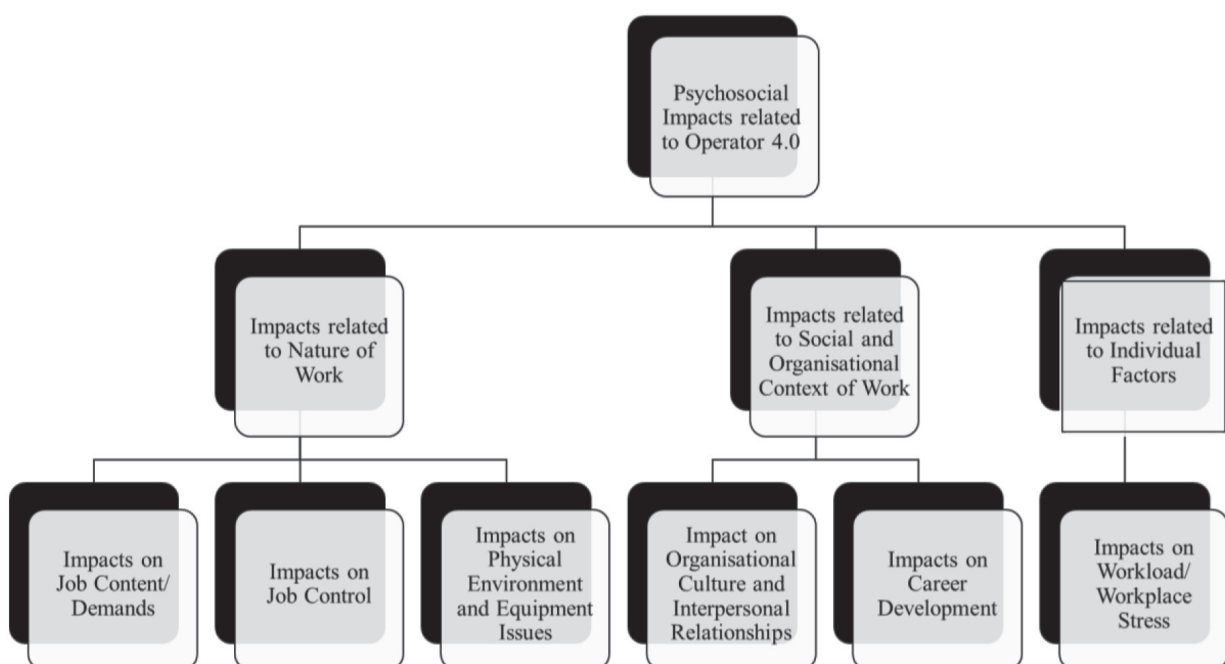 Psychosocial
Impacts related
to Operator 4.0
Impacts related
to Nature of
Work
Impacts related
to Social and
Organisational
Context of Work
Impacts related
to Individual
Factors
Impacts on
Job Content/
Demands
Impacts on
Job Control
Impacts on
Physical
Environment
and Equipment
Issues
Impact on
Organisational
Culture and
Interpersonal
Relationships
Impacts on
Career
Development
Impacts on
Workload/
Workplace
Stress